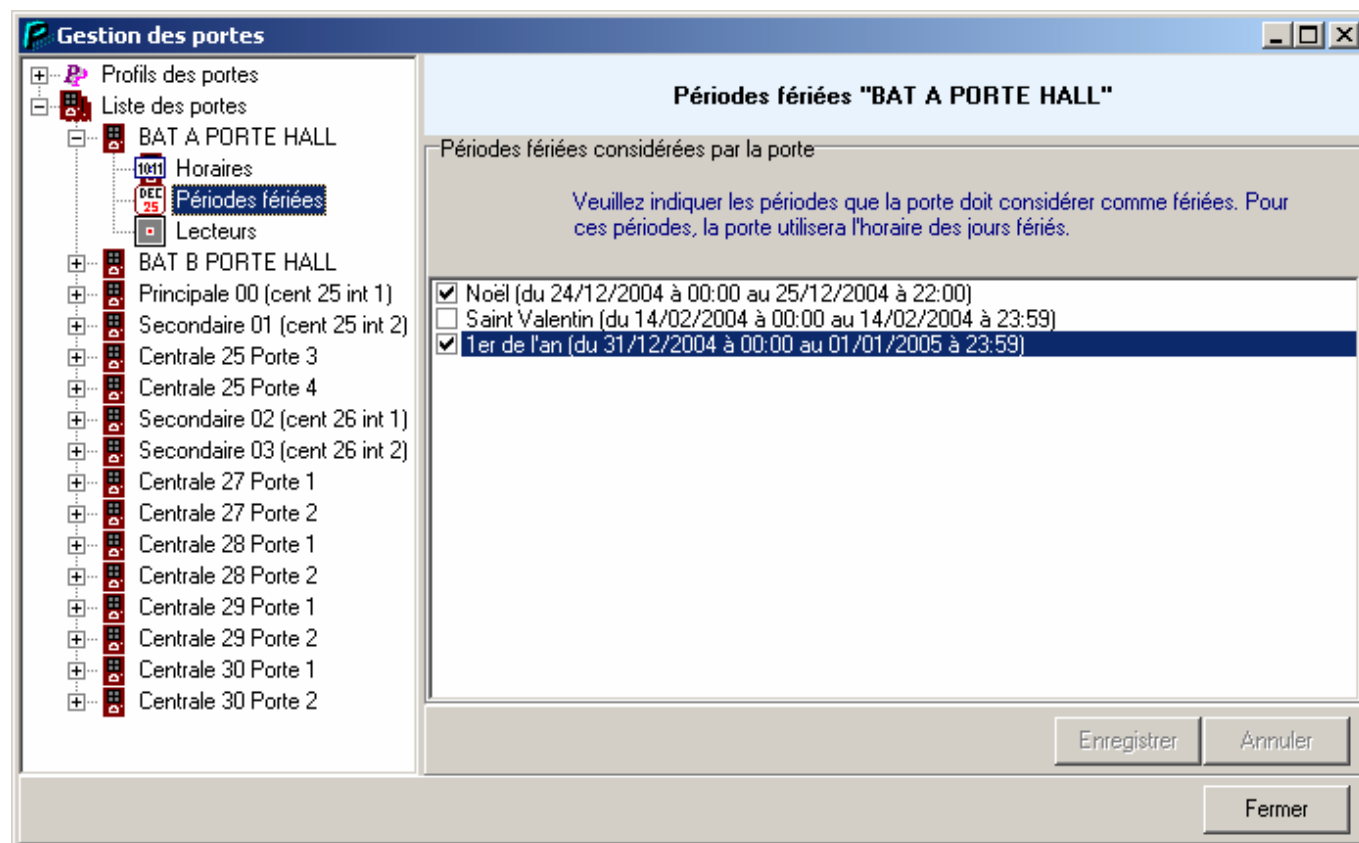 Gestion des portes
Profils des portes
Liste des portes
BAT A PORTE HALL
10:11 Horaires
DEC
25
Périodes fériées
Lecteurs
BAT B PORTE HALL
Principale 00 (cent 25 int 1)
Secondaire 01 (cent 25 int 2)
Centrale 25 Porte 3
Centrale 25 Porte 4
Secondaire 02 (cent 26 int 1)
Secondaire 03 (cent 26 int 2)
Centrale 27 Porte 1
Centrale 27 Porte 2
Centrale 28 Porte 1
Centrale 28 Porte 2
Centrale 29 Porte 1
Centrale 29 Porte 2
Centrale 30 Porte 1
Centrale 30 Porte 2
Périodes fériées "BAT A PORTE HALL"
Périodes fériées considérées par la porte
Veuillez indiquer les périodes que la porte doit considérer comme fériées. Pour
ces périodes, la porte utilisera l'horaire des jours fériés.
Noël (du 24/12/2004 à 00:00 au 25/12/2004 à 22:00)
Saint Valentin (du 14/02/2004 à 00:00 au 14/02/2004 à 23:59)
1er de l'an (du 31/12/2004 à 00:00 au 01/01/2005 à 23:59)
Enregistrer
Annuler
Fermer